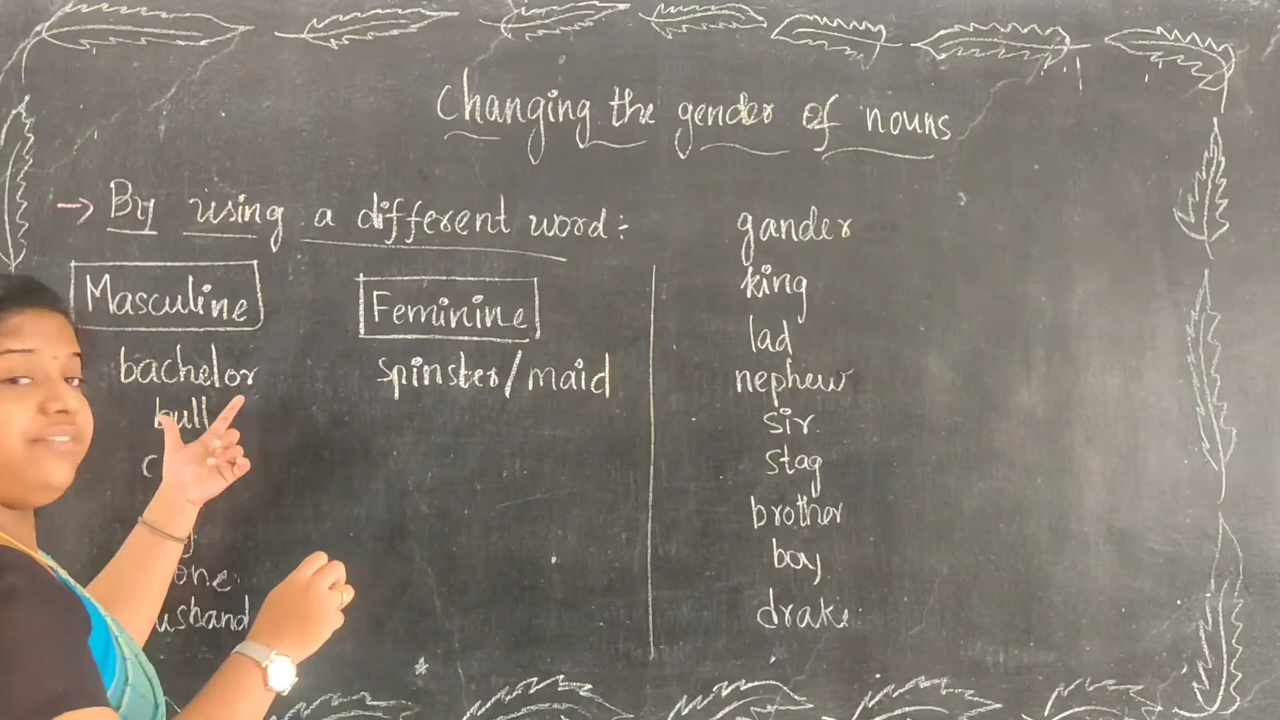 Changing the gender of nouns
→ By using a different word:
Masculine Feminine
bachelor spinster/maid
bull
gander
king
lad
nephew
sir
stag
brother
boy
drake